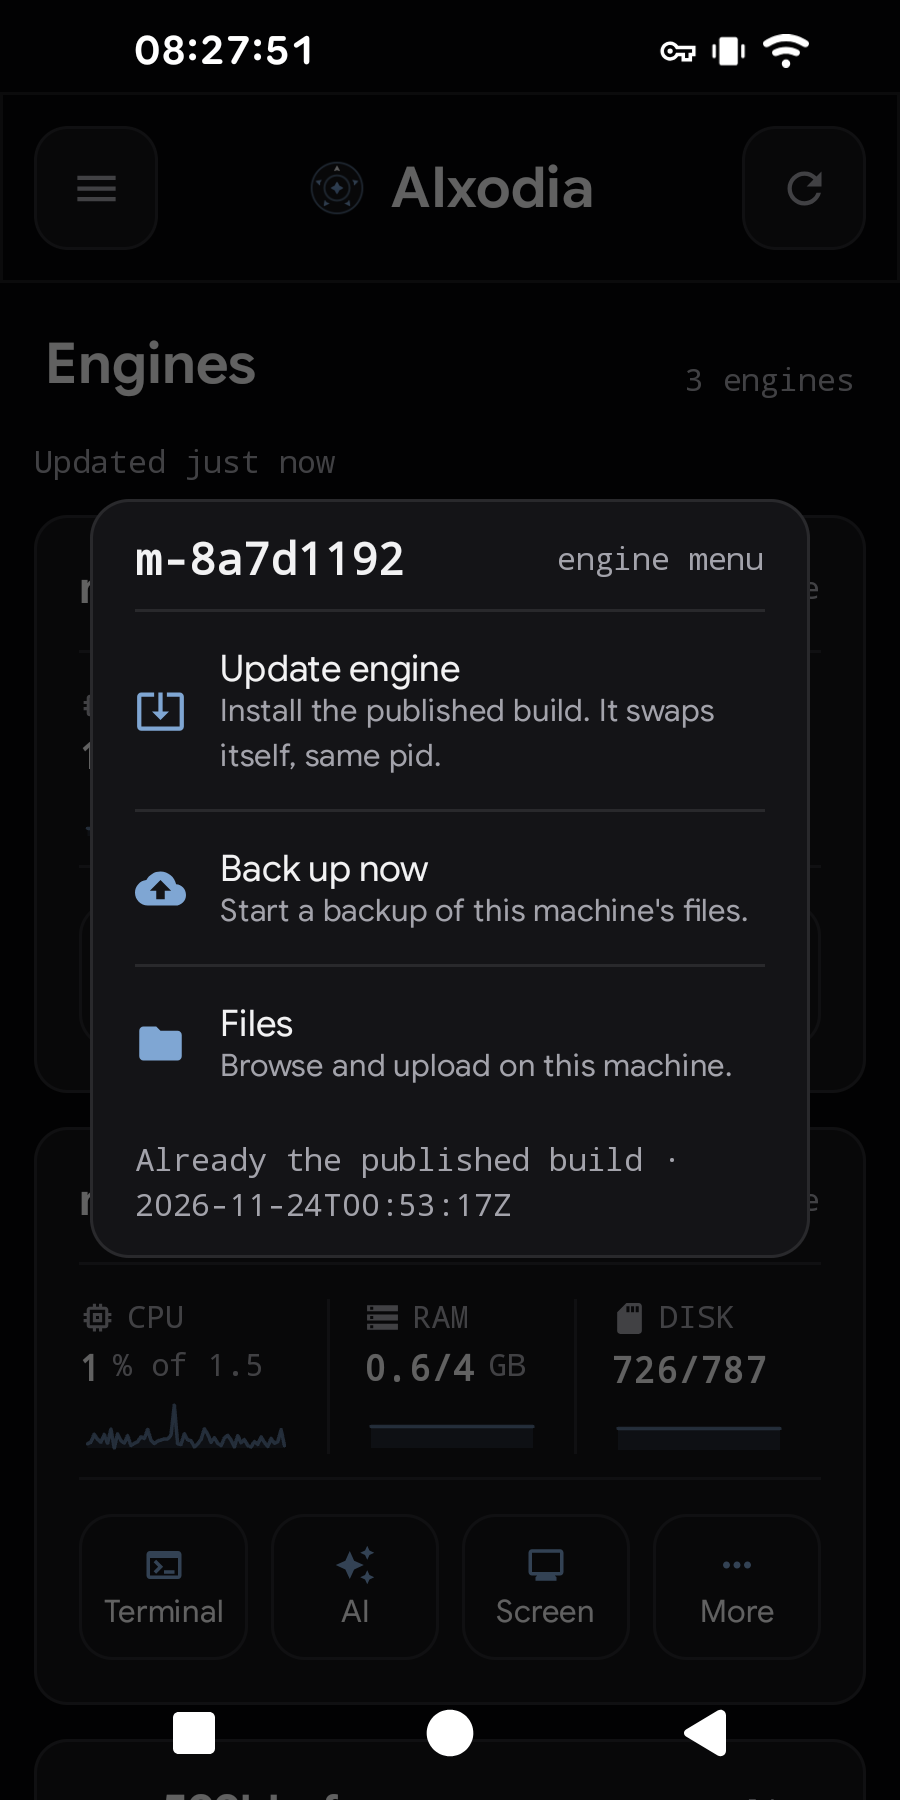 08:27:51
Alxodia
Engines
3 engines
Updated just now
m-8a7d1192
engine menu
Update engine
Install the published build. It swaps
itself, same pid.
Back up now
Start a backup of this machine's files.
Files
Browse and upload on this machine.
Already the published build ·
2026-11-24T00:53:17Z
CPU
RAM
DISK
1 % of 1.5
0.6/4 GB
726/787
Terminal
AI
Screen
More